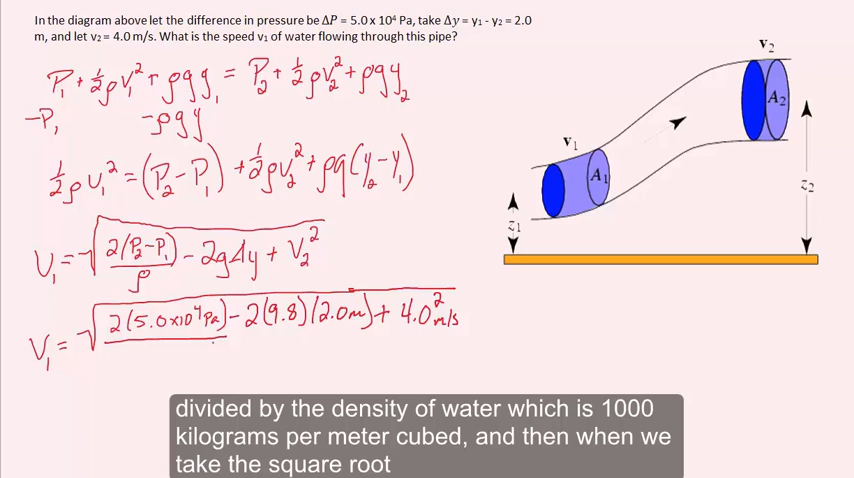 In the diagram above let the difference in pressure be ΔP = 5.0 x 10⁴ Pa, take Δy = y₁ - y₂ = 2.0
m, and let v₂ = 4.0 m/s. What is the speed v₁ of water flowing through this pipe?
P₁ + ½ρv₁² + ρgy₁ = P₂ + ½ρv₂² + ρgy₂
-P₁ -ρgy
½ρv₁² = (P₂-P₁) + ½ρv₂² + ρg(y₂-y₁)
V₁ = √(2(P₂-P₁)/ρ - 2gΔy + V₂²)
V₁ = √(2(5.0x10⁴Pa) - 2(9.8)(2.0m) + 4.0² m/s
v₂
A₂
v₁
A₁
z₁
z₂
divided by the density of water which is 1000
kilograms per meter cubed, and then when we
take the square root